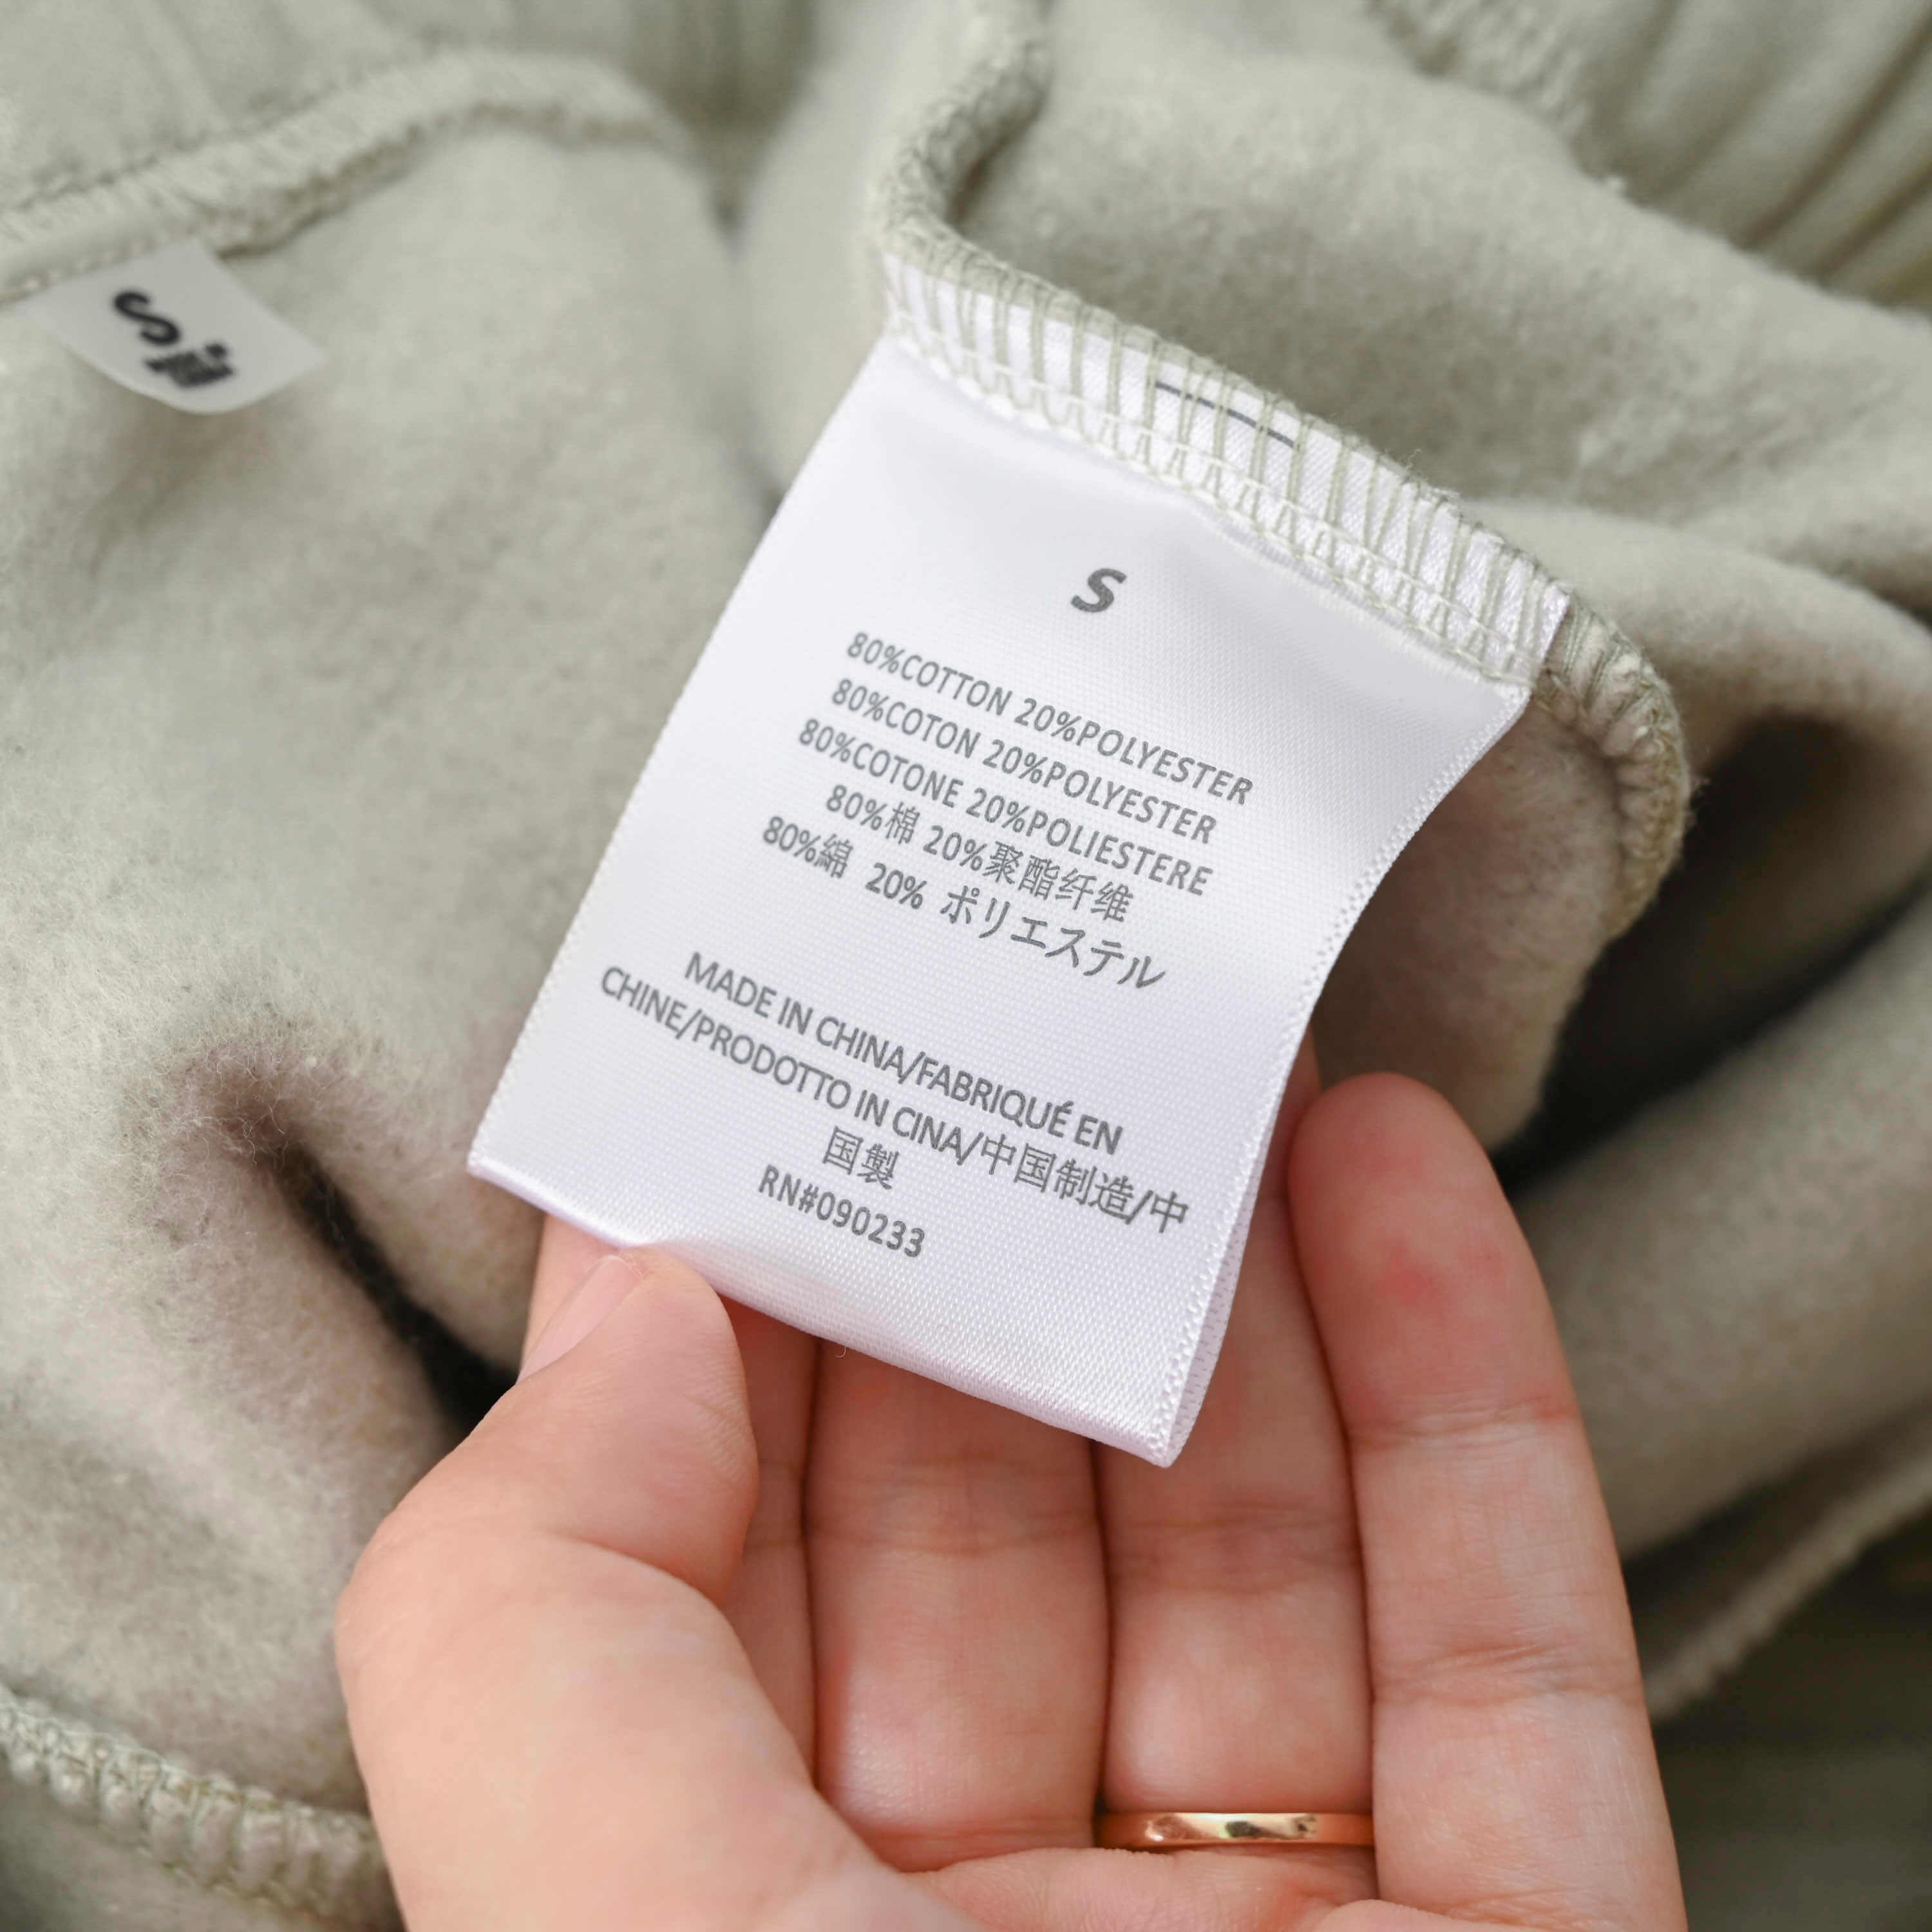 S
80%COTTON 20%POLYESTER
80%COTON 20%POLYESTER
80%COTONE 20%POLIESTERE
80%棉 20%聚酯纤维
80%綿 20% ポリエステル
MADE IN CHINA/FABRIQUÉ EN
CHINE/PRODOTTO IN CINA/中国制造/中
国製
RN#090233